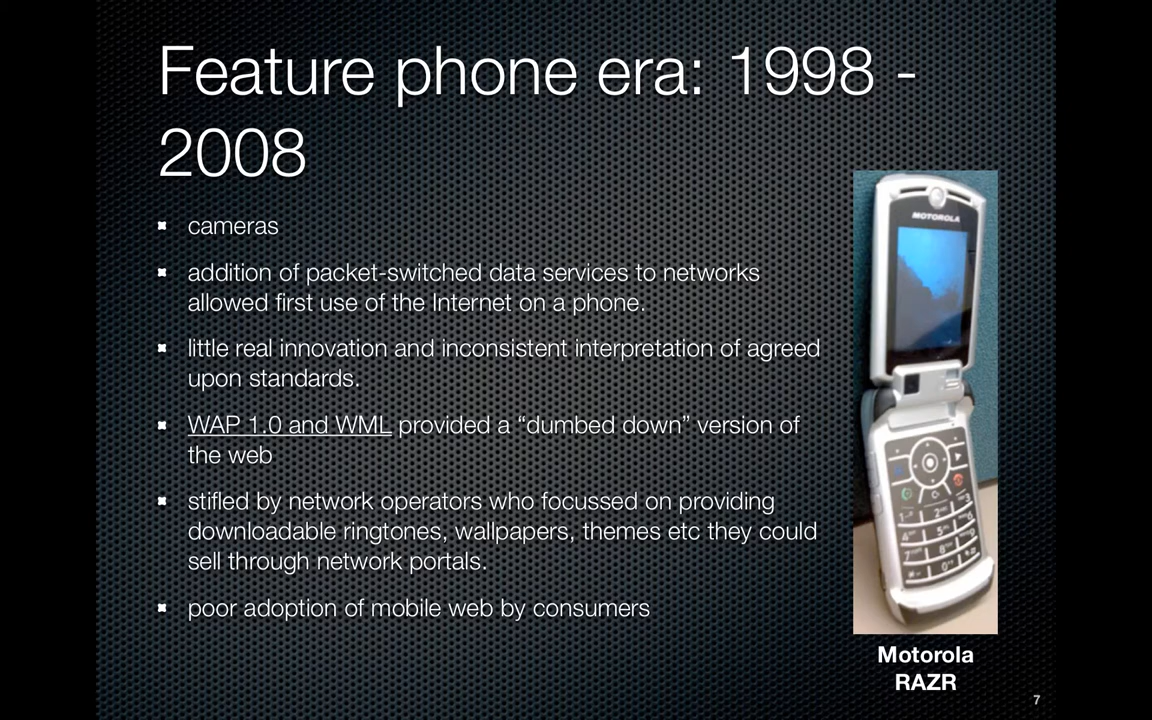 Feature phone era: 1998 -
2008
cameras
addition of packet-switched data services to networks
allowed first use of the Internet on a phone.
little real innovation and inconsistent interpretation of agreed
upon standards.
WAP 1.0 and WML provided a “dumbed down” version of
the web
stifled by network operators who focussed on providing
downloadable ringtones, wallpapers, themes etc they could
sell through network portals.
poor adoption of mobile web by consumers
MOTOROLA
Motorola
RAZR
7